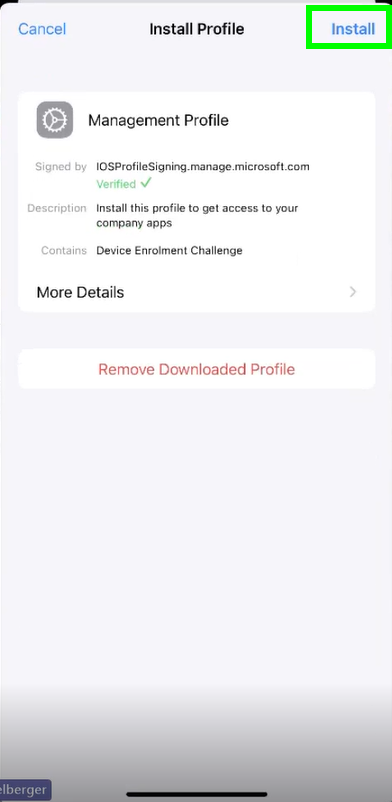 Cancel Install Profile Install
Management Profile
Signed by IOSProfileSigning.manage.microsoft.com
Verified ✓
Description Install this profile to get access to your
company apps
Contains Device Enrolment Challenge
More Details
Remove Downloaded Profile
elberger